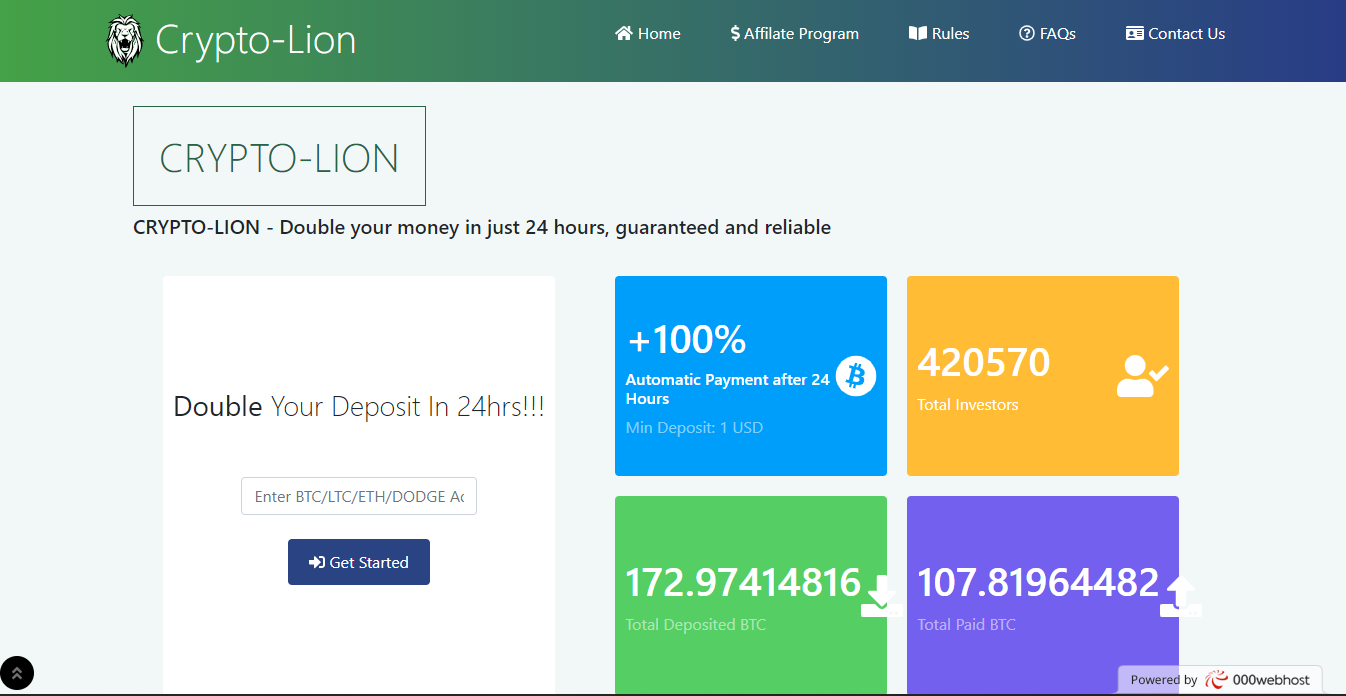 Crypto-Lion
Home
$ Affilate Program
Rules
FAQs
Contact Us
CRYPTO-LION
CRYPTO-LION - Double your money in just 24 hours, guaranteed and reliable
Double Your Deposit In 24hrs!!!
Enter BTC/LTC/ETH/DODGE Ac
Get Started
+100%
Automatic Payment after 24
Hours
Min Deposit: 1 USD
420570
Total Investors
172.97414816
Total Deposited BTC
107.81964482
Total Paid BTC
Powered by 000webhost